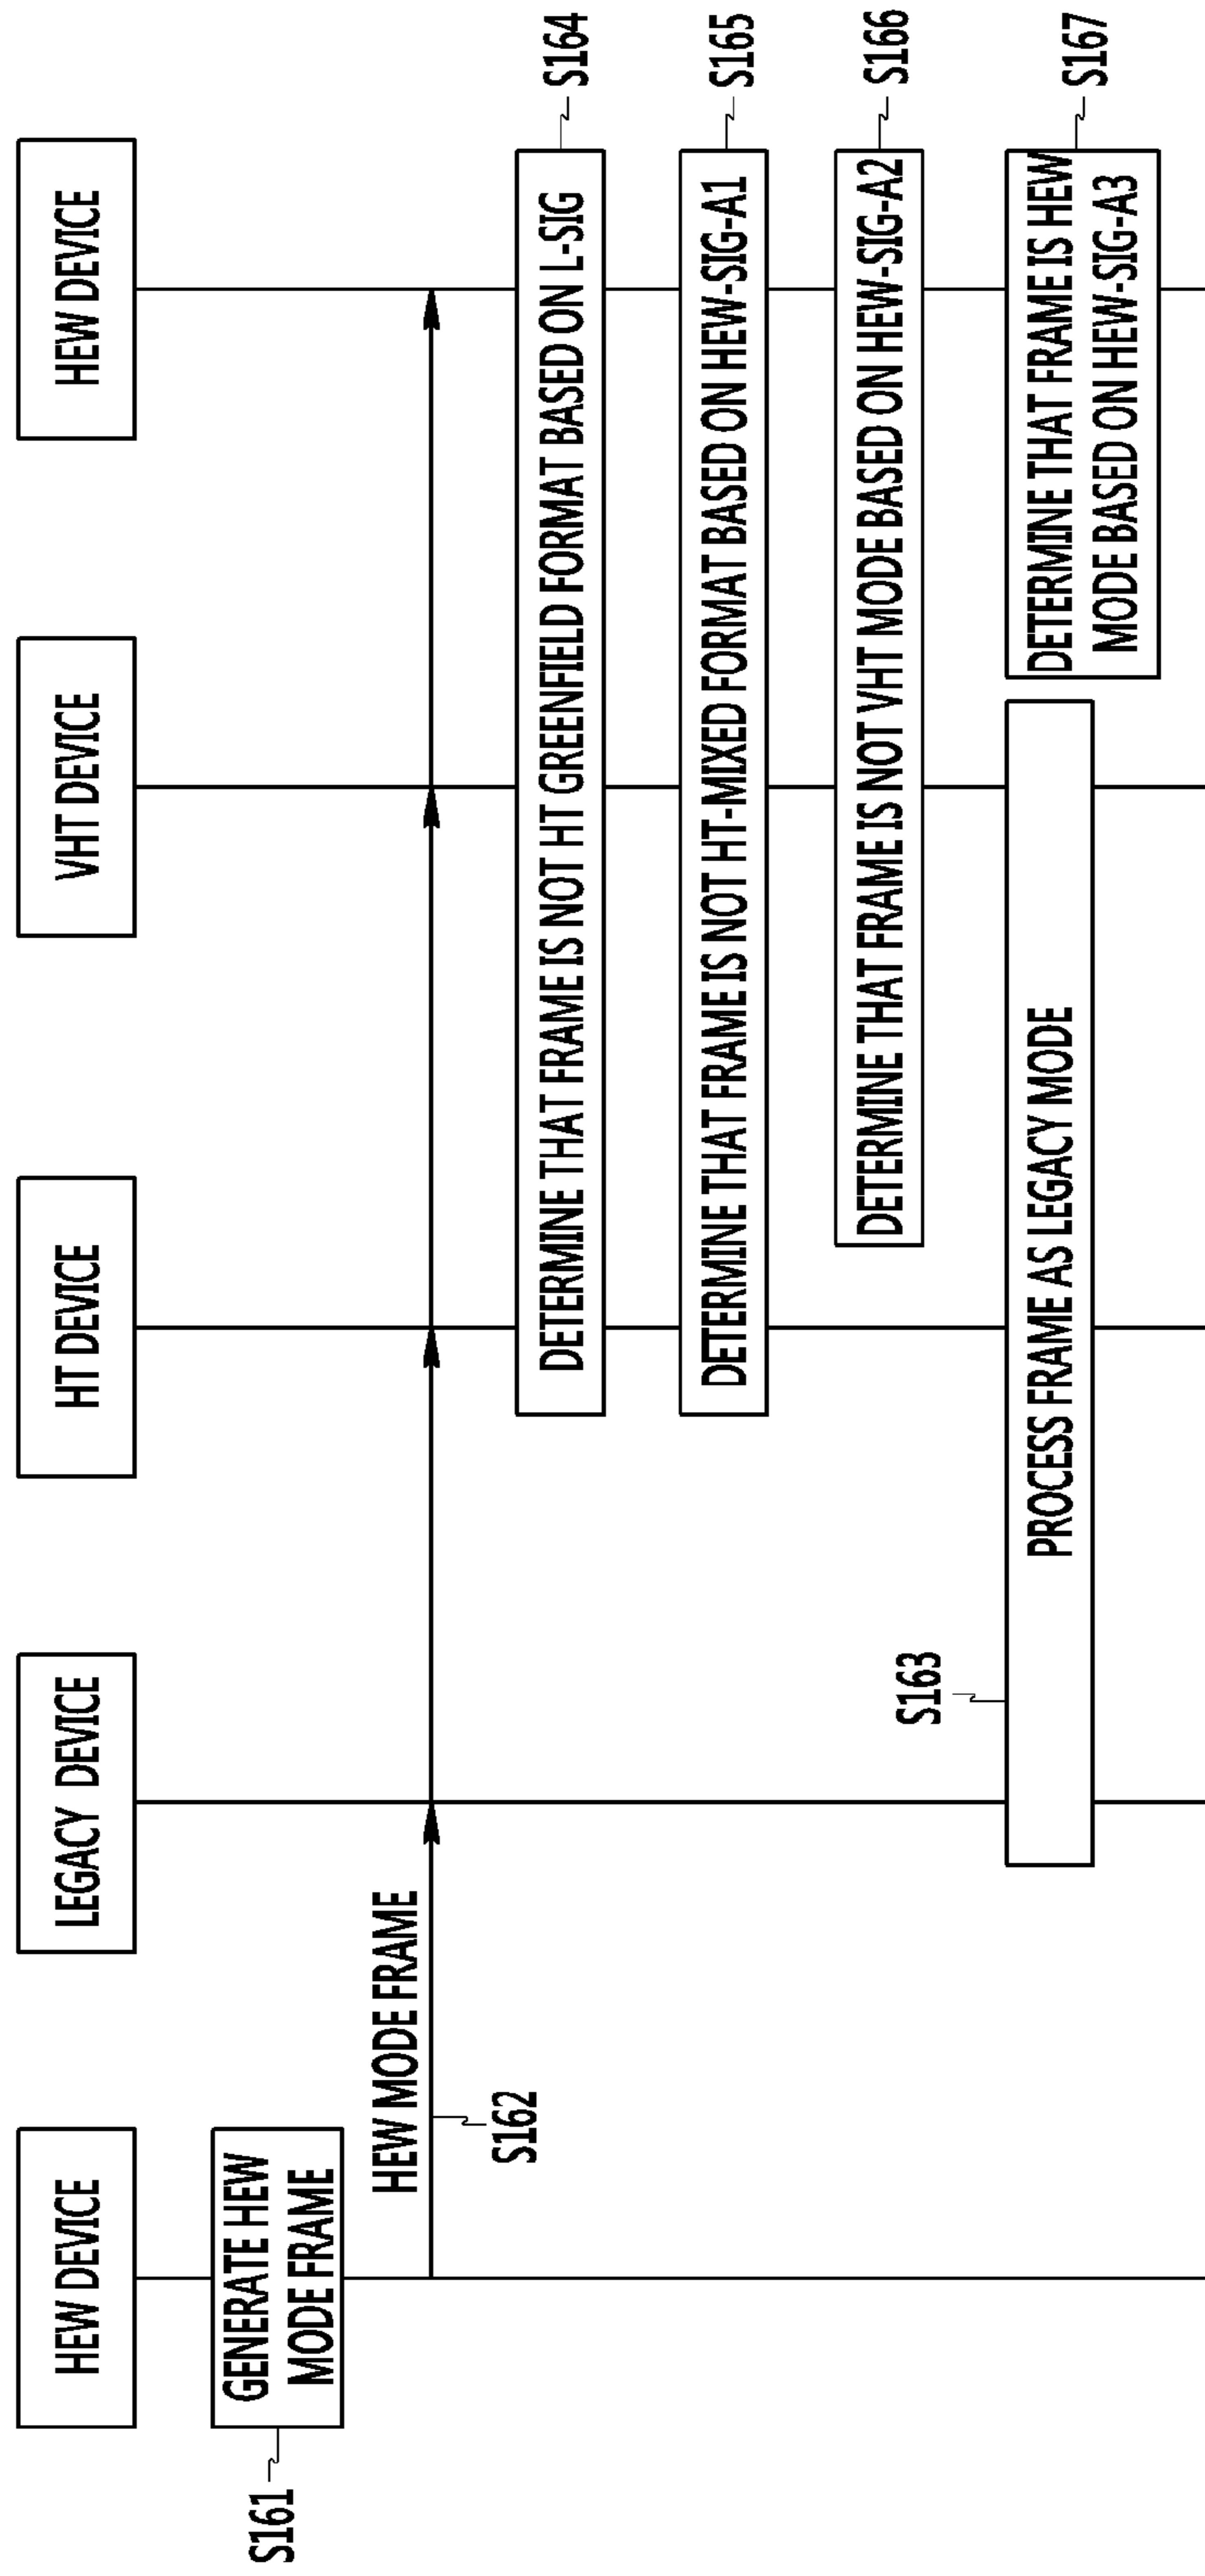 HEW DEVICE
LEGACY DEVICE
HT DEVICE
VHT DEVICE
HEW DEVICE
S161
GENERATE HEW
MODE FRAME
HEW MODE FRAME
S162
DETERMINE THAT FRAME IS NOT HT GREENFIELD FORMAT BASED ON L-SIG
S164
DETERMINE THAT FRAME IS NOT HT-MIXED FORMAT BASED ON HEW-SIG-A1
S165
DETERMINE THAT FRAME IS NOT VHT MODE BASED ON HEW-SIG-A2
S166
S163
PROCESS FRAME AS LEGACY MODE
DETERMINE THAT FRAME IS HEW
MODE BASED ON HEW-SIG-A3
S167